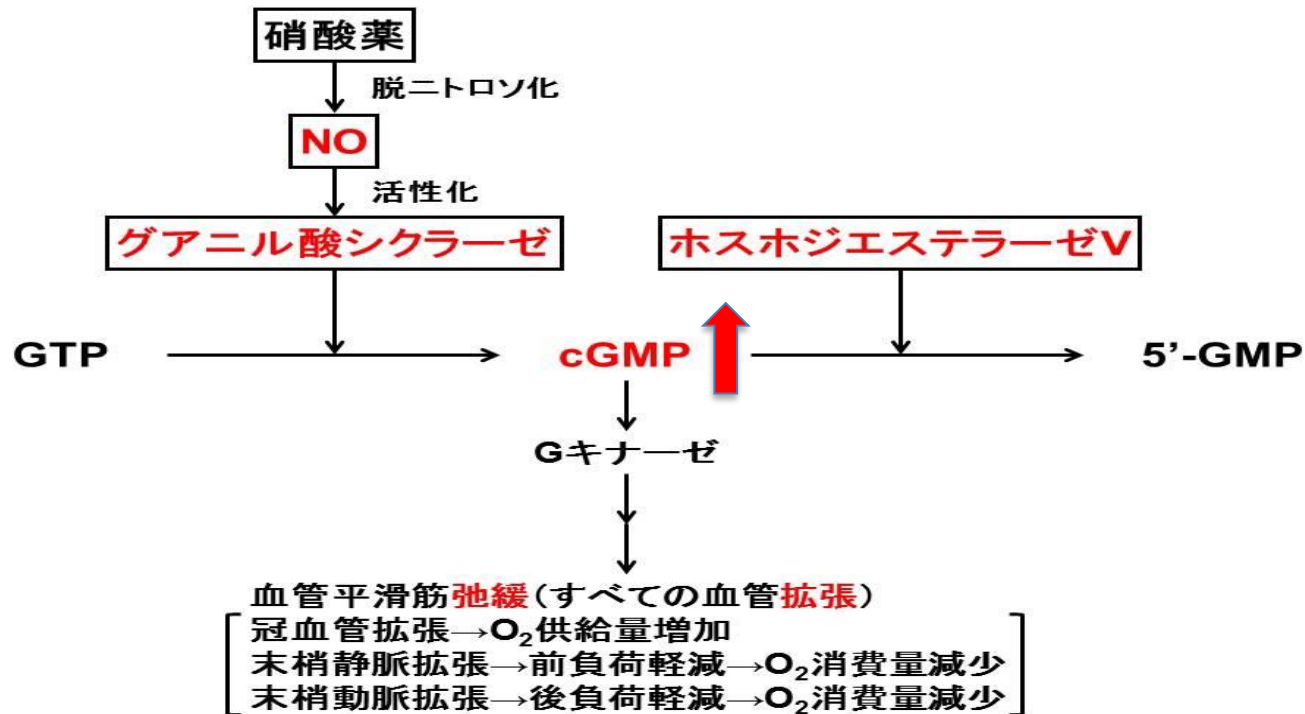 硝酸薬
脱ニトロソ化
NO
活性化
グアニル酸シクラーゼ
ホスホジエステラーゼV
GTP
cGMP
5’-GMP
Gキナーゼ
血管平滑筋弛緩(すべての血管拡張)
冠血管拡張→O₂供給量増加
末梢静脈拡張→前負荷軽減→O₂消費量減少
末梢動脈拡張→後負荷軽減→O₂消費量減少